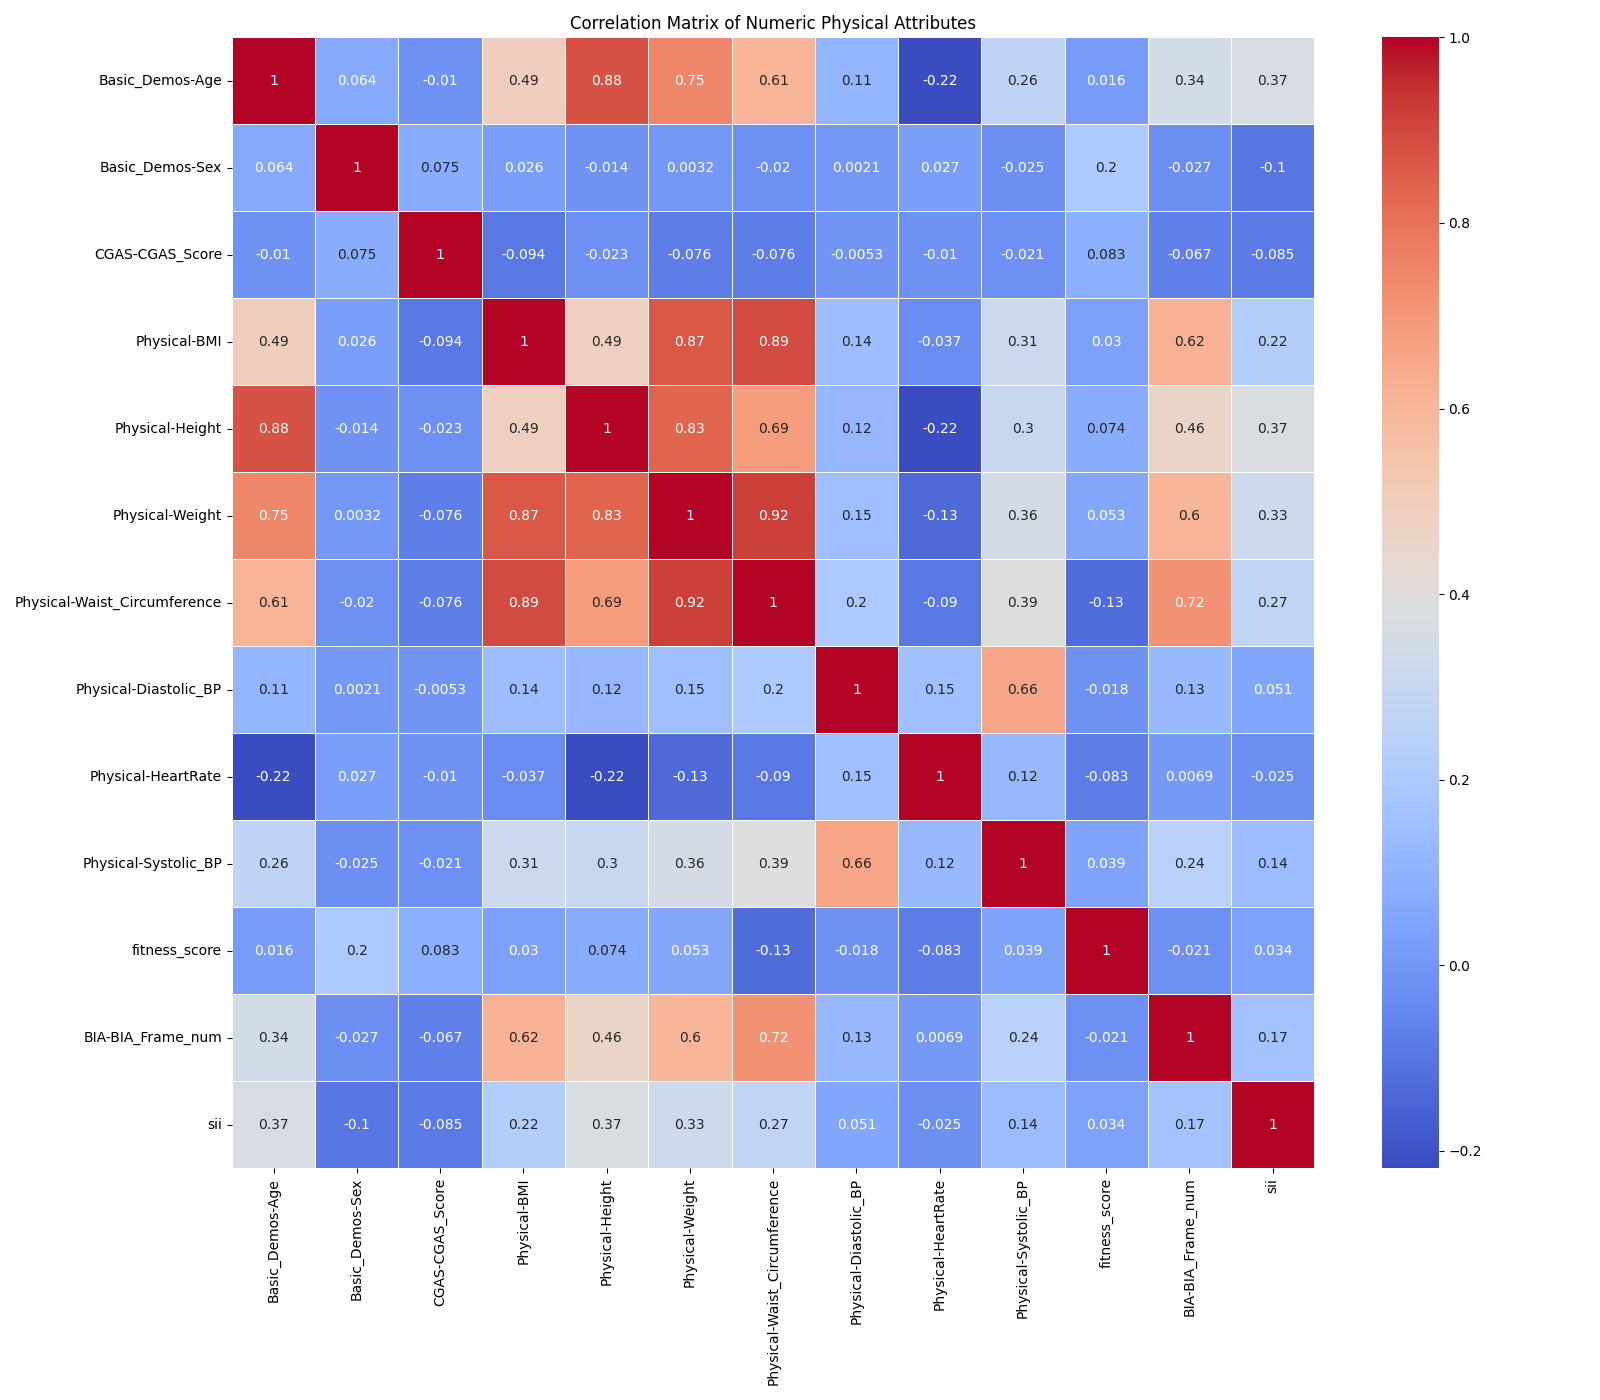 Correlation Matrix of Numeric Physical Attributes
Basic_Demos-Age 1 0.064 -0.01 0.49 0.88 0.75 0.61 0.11 -0.22 0.26 0.016 0.34 0.37
Basic_Demos-Sex 0.064 1 0.075 0.026 -0.014 0.0032 -0.02 0.0021 0.027 -0.025 0.2 -0.027 -0.1
CGAS-CGAS_Score -0.01 0.075 1 -0.094 -0.023 -0.076 -0.076 -0.0053 -0.01 -0.021 0.083 -0.067 -0.085
Physical-BMI 0.49 0.026 -0.094 1 0.49 0.87 0.89 0.14 -0.037 0.31 0.03 0.62 0.22
Physical-Height 0.88 -0.014 -0.023 0.49 1 0.83 0.69 0.12 -0.22 0.3 0.074 0.46 0.37
Physical-Weight 0.75 0.0032 -0.076 0.87 0.83 1 0.92 0.15 -0.13 0.36 0.053 0.6 0.33
Physical-Waist_Circumference 0.61 -0.02 -0.076 0.89 0.69 0.92 1 0.2 -0.09 0.39 -0.13 0.72 0.27
Physical-Diastolic_BP 0.11 0.0021 -0.0053 0.14 0.12 0.15 0.2 1 0.15 0.66 -0.018 0.13 0.051
Physical-HeartRate -0.22 0.027 -0.01 -0.037 -0.22 -0.13 -0.09 0.15 1 0.12 -0.083 0.0069 -0.025
Physical-Systolic_BP 0.26 -0.025 -0.021 0.31 0.3 0.36 0.39 0.66 0.12 1 0.039 0.24 0.14
fitness_score 0.016 0.2 0.083 0.03 0.074 0.053 -0.13 -0.018 -0.083 0.039 1 -0.021 0.034
BIA-BIA_Frame_num 0.34 -0.027 -0.067 0.62 0.46 0.6 0.72 0.13 0.0069 0.24 -0.021 1 0.17
sii 0.37 -0.1 -0.085 0.22 0.37 0.33 0.27 0.051 -0.025 0.14 0.034 0.17 1
Basic_Demos-Age
Basic_Demos-Sex
CGAS-CGAS_Score
Physical-BMI
Physical-Height
Physical-Weight
Physical-Waist_Circumference
Physical-Diastolic_BP
Physical-HeartRate
Physical-Systolic_BP
fitness_score
BIA-BIA_Frame_num
sii
1.0
0.8
0.6
0.4
0.2
0.0
−0.2